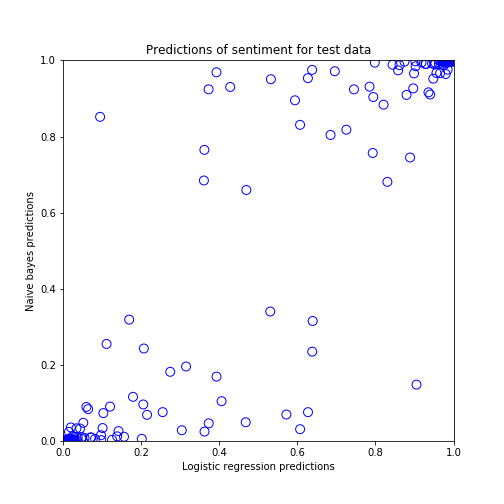 Predictions of sentiment for test data
1.0
0.8
0.6
0.4
0.2
0.0
Naive bayes predictions
0.0 0.2 0.4 0.6 0.8 1.0
Logistic regression predictions